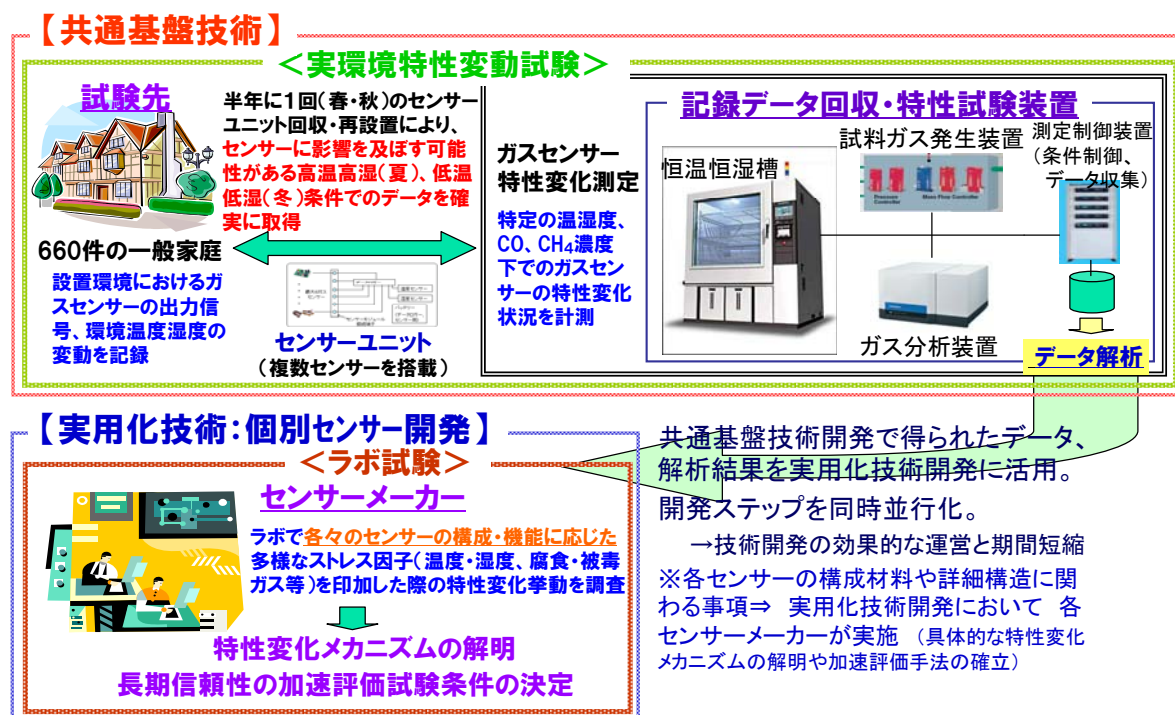 【共通基盤技術】
＜実環境特性変動試験＞
試験先
半年に１回（春・秋）のセンサー
ユニット回収・再設置により、
センサーに影響を及ぼす可能
性がある高温高湿（夏）、低温
低湿（冬）条件でのデータを確
実に取得
660件の一般家庭
設置環境におけるガ
スセンサーの出力信
号、環境温度湿度の
変動を記録
センサーユニット
（複数センサーを搭載）
ガスセンサー
特性変化測定
特定の温湿度、
CO、CH₄濃度
下でのガスセン
サーの特性変化
状況を計測
記録データ回収・特性試験装置
恒温恒湿槽
試料ガス発生装置
Pressure Controller
Mass Flow Controller
測定制御装置
（条件制御、
データ収集）
ガス分析装置
データ解析
【実用化技術：個別センサー開発】
＜ラボ試験＞
センサーメーカー
ラボで各々のセンサーの構成・機能に応じた
多様なストレス因子（温度・湿度、腐食・被毒
ガス等）を印加した際の特性変化挙動を調査
特性変化メカニズムの解明
長期信頼性の加速評価試験条件の決定
共通基盤技術開発で得られたデータ、
解析結果を実用化技術開発に活用。
開発ステップを同時並行化。
→技術開発の効果的な運営と期間短縮
※各センサーの構成材料や詳細構造に関
わる事項⇒ 実用化技術開発において 各
センサーメーカーが実施 （具体的な特性変化
メカニズムの解明や加速評価手法の確立）